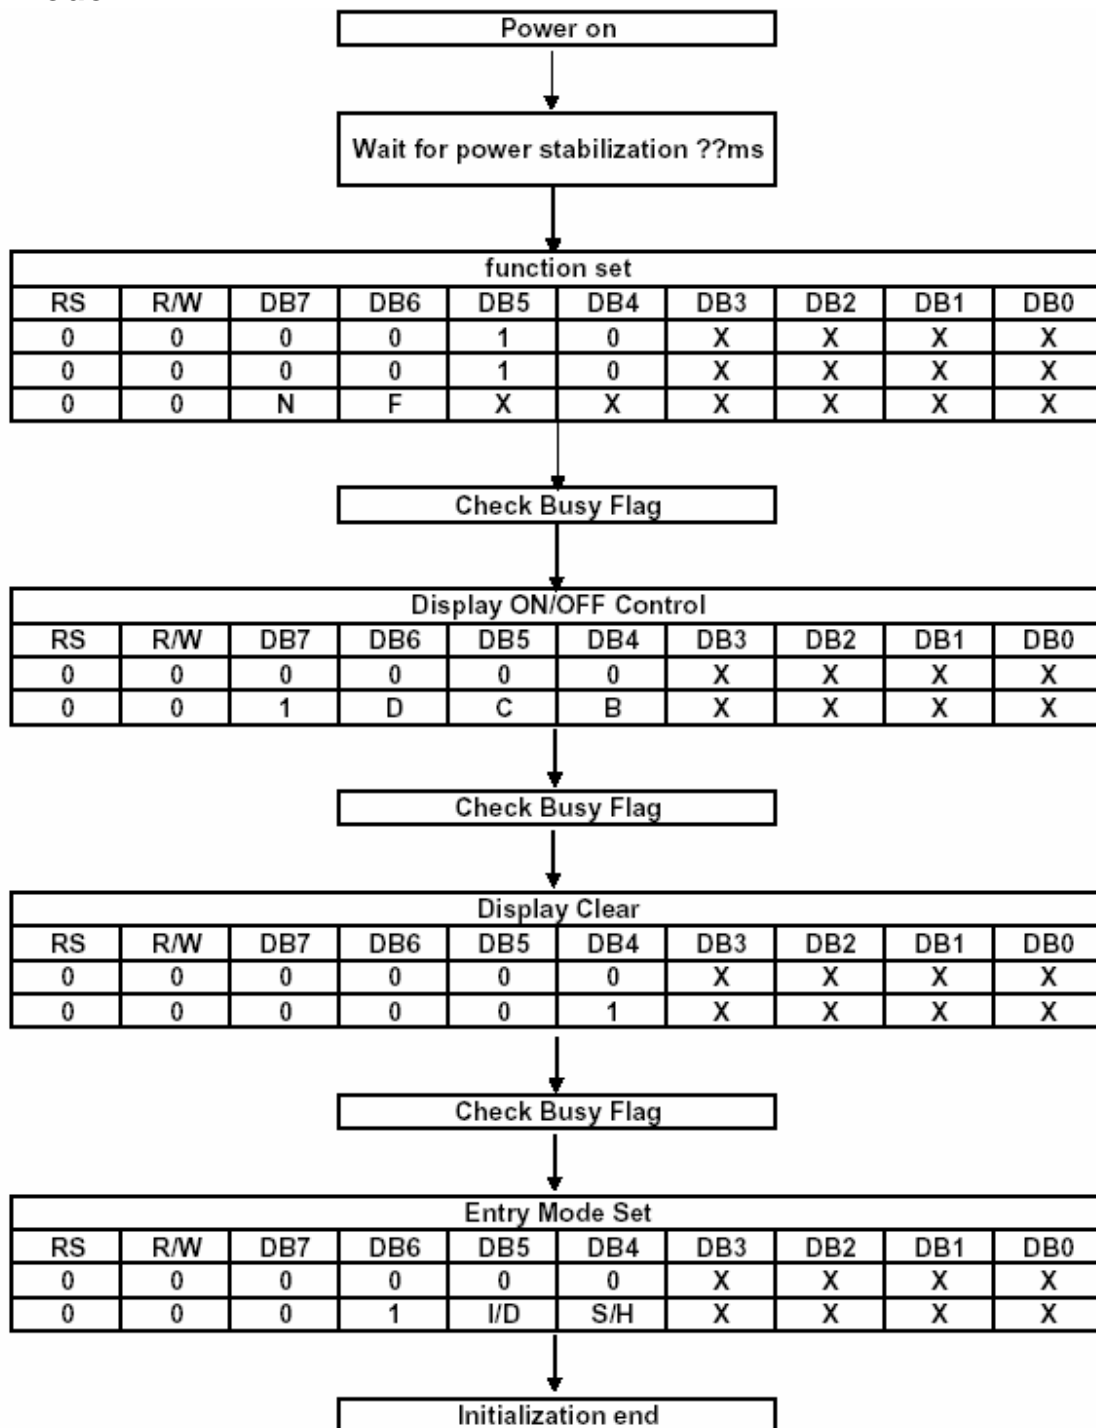 Power on
Wait for power stabilization ??ms
function set
RS R/W DB7 DB6 DB5 DB4 DB3 DB2 DB1 DB0
0 0 0 0 1 0 X X X X
0 0 0 0 1 0 X X X X
0 0 N F X X X X X X
Check Busy Flag
Display ON/OFF Control
RS R/W DB7 DB6 DB5 DB4 DB3 DB2 DB1 DB0
0 0 0 0 0 0 X X X X
0 0 1 D C B X X X X
Check Busy Flag
Display Clear
RS R/W DB7 DB6 DB5 DB4 DB3 DB2 DB1 DB0
0 0 0 0 0 0 X X X X
0 0 0 0 0 1 X X X X
Check Busy Flag
Entry Mode Set
RS R/W DB7 DB6 DB5 DB4 DB3 DB2 DB1 DB0
0 0 0 0 0 0 X X X X
0 0 0 1 I/D S/H X X X X
Initialization end